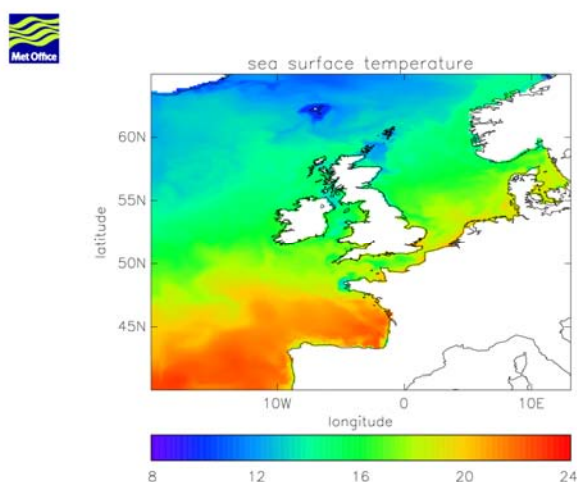 Met Office
sea surface temperature
60N
55N
50N
45N
latitude
10W 0 10E
longitude
8 12 16 20 24